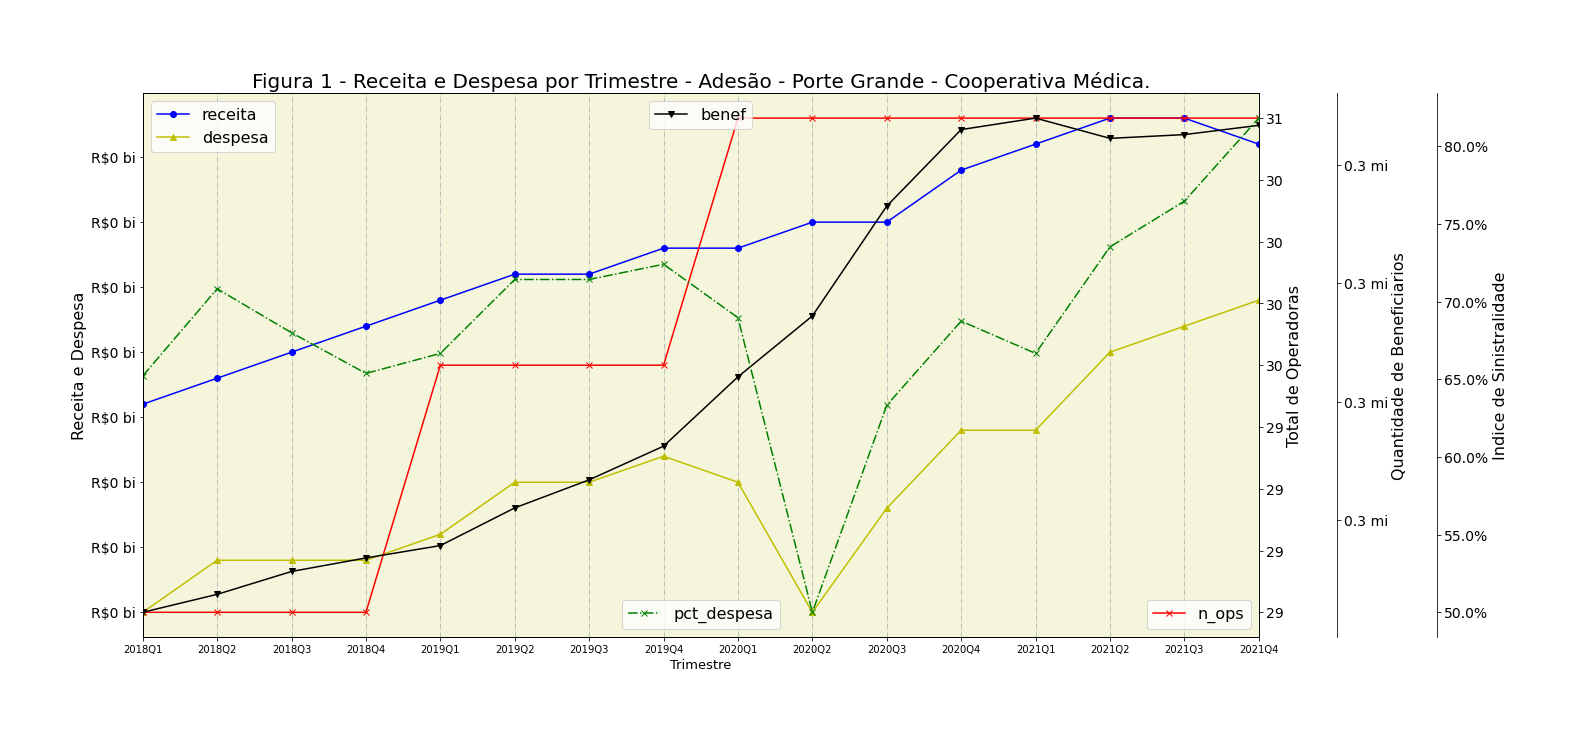 Figura 1 - Receita e Despesa por Trimestre - Adesão - Porte Grande - Cooperativa Médica.
receita
despesa
benef
pct_despesa
n_ops
Receita e Despesa
R$0 bi
R$0 bi
R$0 bi
R$0 bi
R$0 bi
R$0 bi
R$0 bi
R$0 bi
31
30
30
30
30
29
29
29
29
Total de Operadoras
0.3 mi
0.3 mi
0.3 mi
0.3 mi
Quantidade de Beneficiarios
80.0%
75.0%
70.0%
65.0%
60.0%
55.0%
50.0%
Indice de Sinistralidade
2018Q1 2018Q2 2018Q3 2018Q4 2019Q1 2019Q2 2019Q3 2019Q4 2020Q1 2020Q2 2020Q3 2020Q4 2021Q1 2021Q2 2021Q3 2021Q4
Trimestre